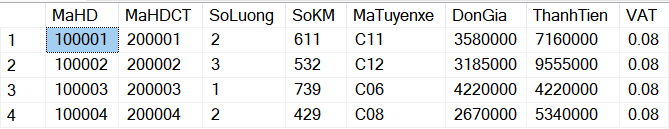 MaHD MaHDCT SoLuong SoKM MaTuyenxe DonGia ThanhTien VAT
1 100001 200001 2 611 C11 3580000 7160000 0.08
2 100002 200002 3 532 C12 3185000 9555000 0.08
3 100003 200003 1 739 C06 4220000 4220000 0.08
4 100004 200004 2 429 C08 2670000 5340000 0.08